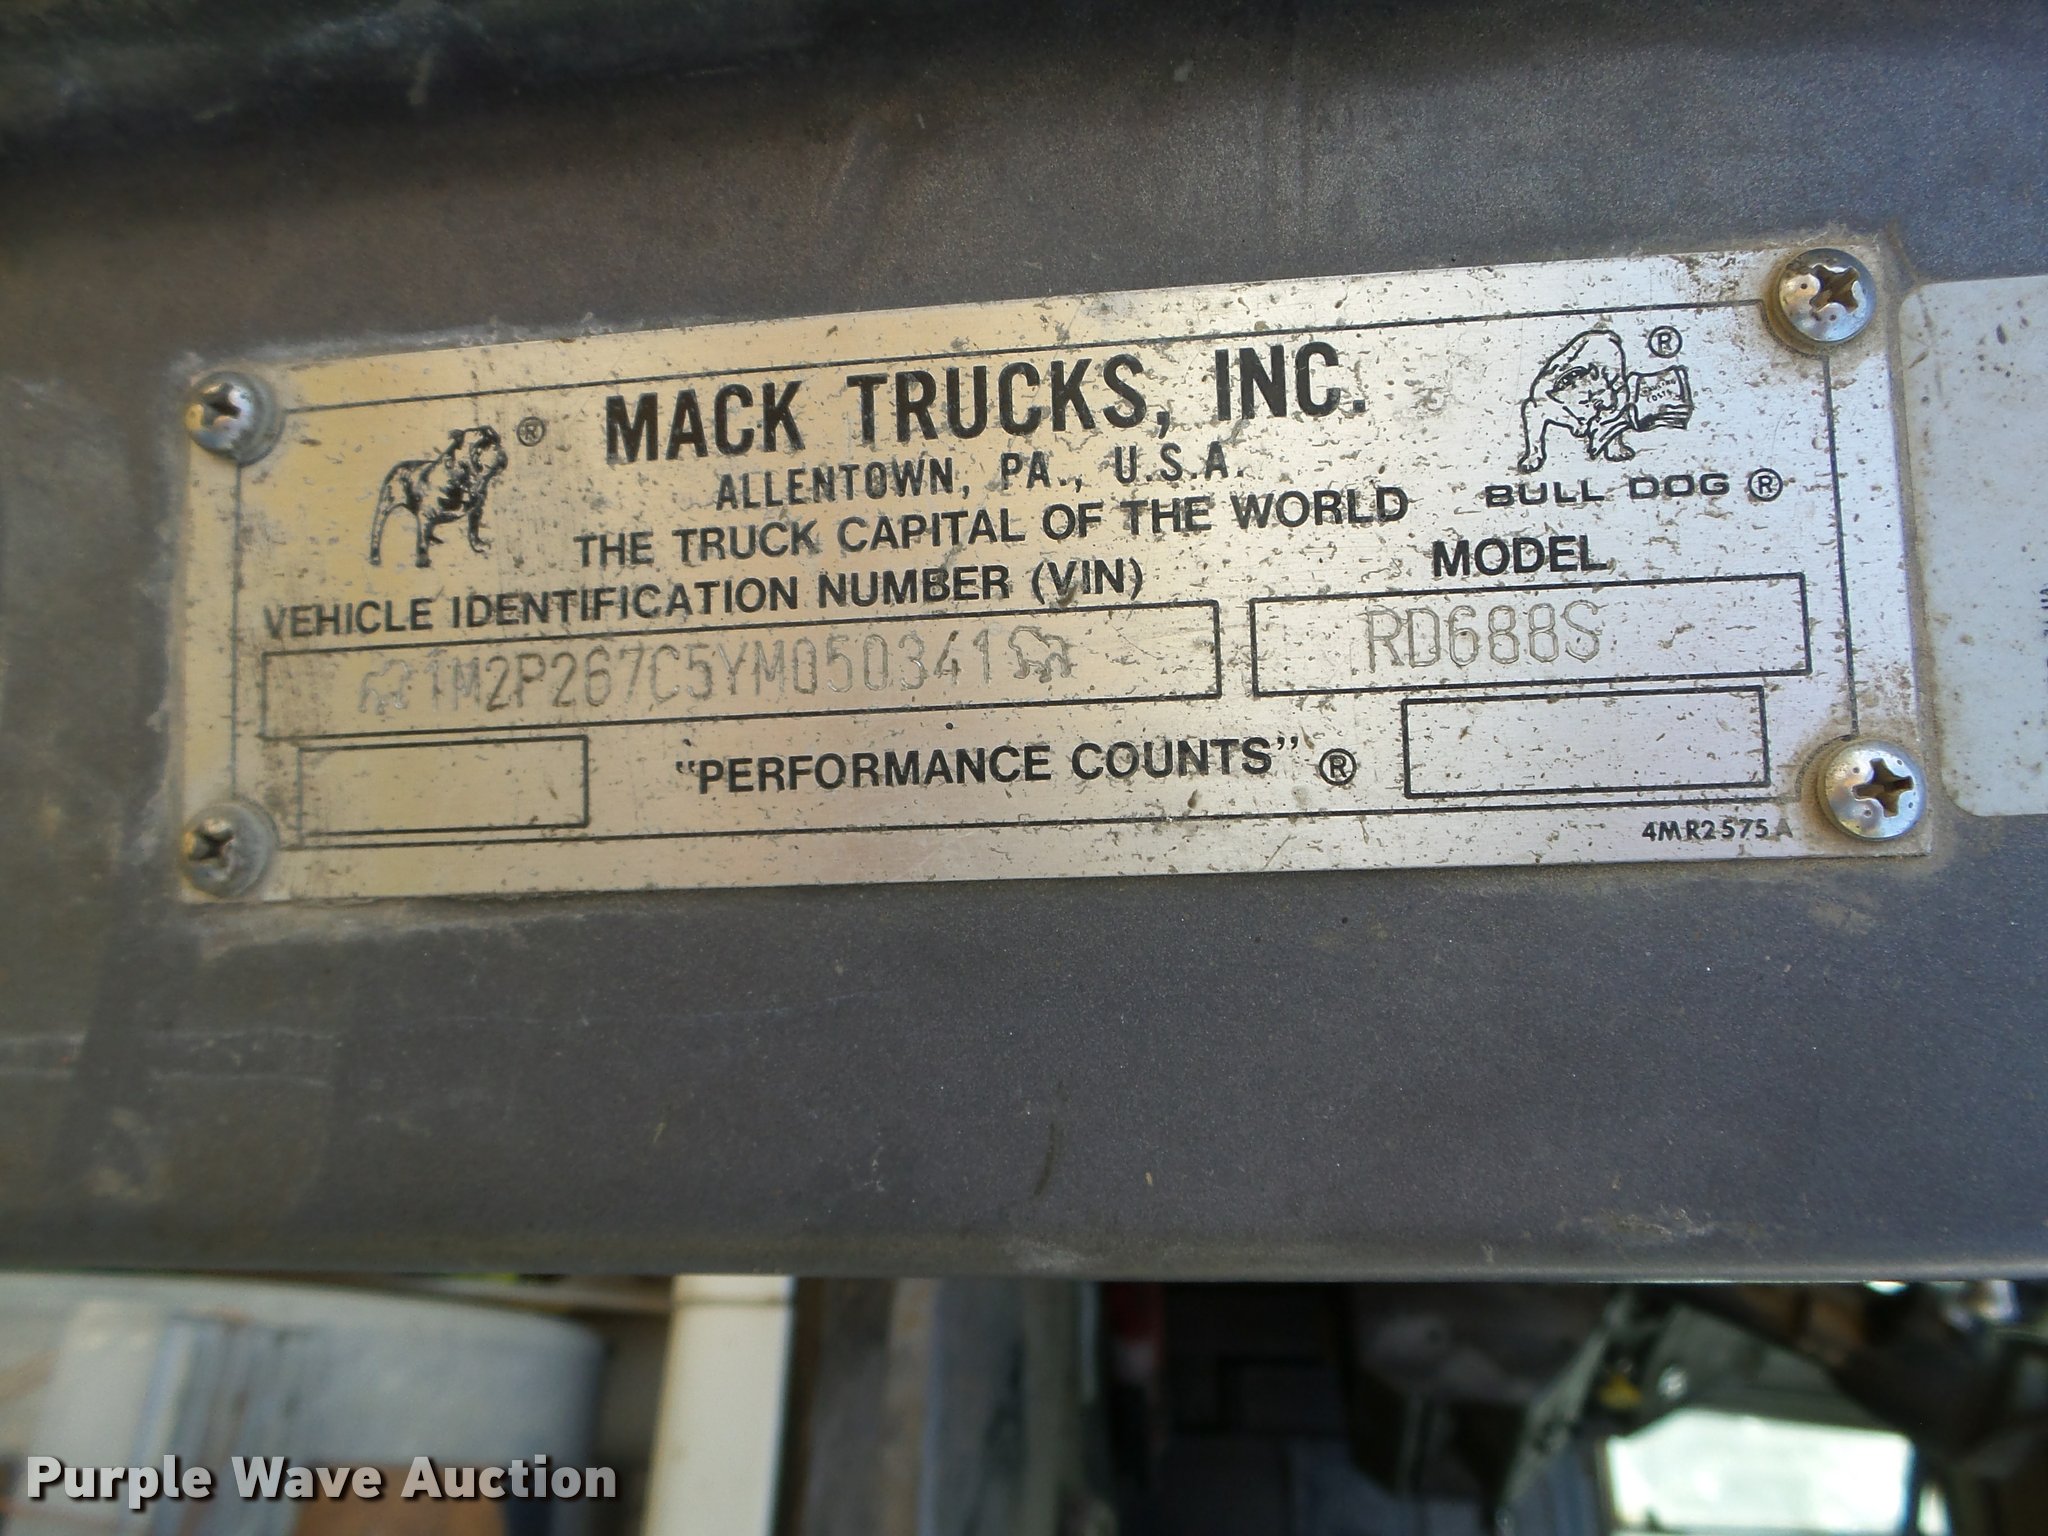 MACK TRUCKS, INC.
ALLENTOWN, PA., U.S.A.
THE TRUCK CAPITAL OF THE WORLD
BULL DOG ®
®
®
VEHICLE IDENTIFICATION NUMBER (VIN)
MODEL
1M2P267C5YM050341
RD688S
"PERFORMANCE COUNTS" ®
4MR2575A
Purple Wave Auction